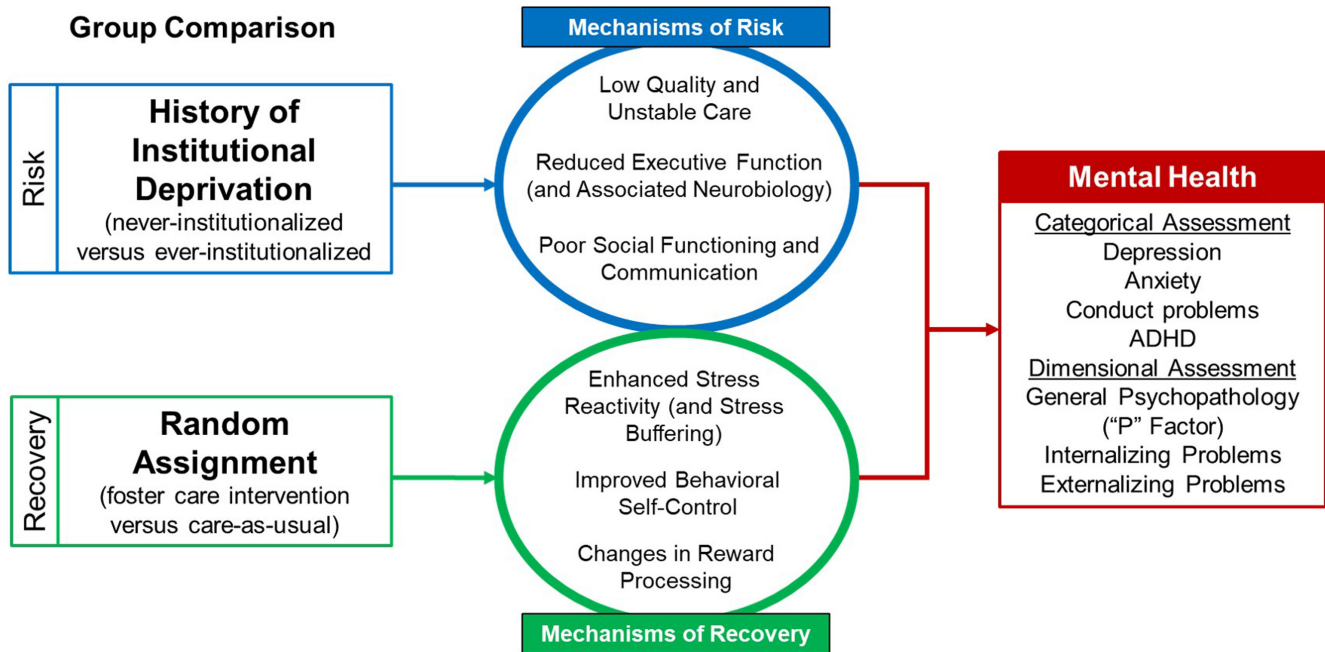 Group Comparison
Risk
History of
Institutional
Deprivation
(never-institutionalized
versus ever-institutionalized
Recovery
Random
Assignment
(foster care intervention
versus care-as-usual)
Mechanisms of Risk
Low Quality and
Unstable Care
Reduced Executive Function
(and Associated Neurobiology)
Poor Social Functioning and
Communication
Enhanced Stress
Reactivity (and Stress
Buffering)
Improved Behavioral
Self-Control
Changes in Reward
Processing
Mechanisms of Recovery
Mental Health
Categorical Assessment
Depression
Anxiety
Conduct problems
ADHD
Dimensional Assessment
General Psychopathology
(“P” Factor)
Internalizing Problems
Externalizing Problems